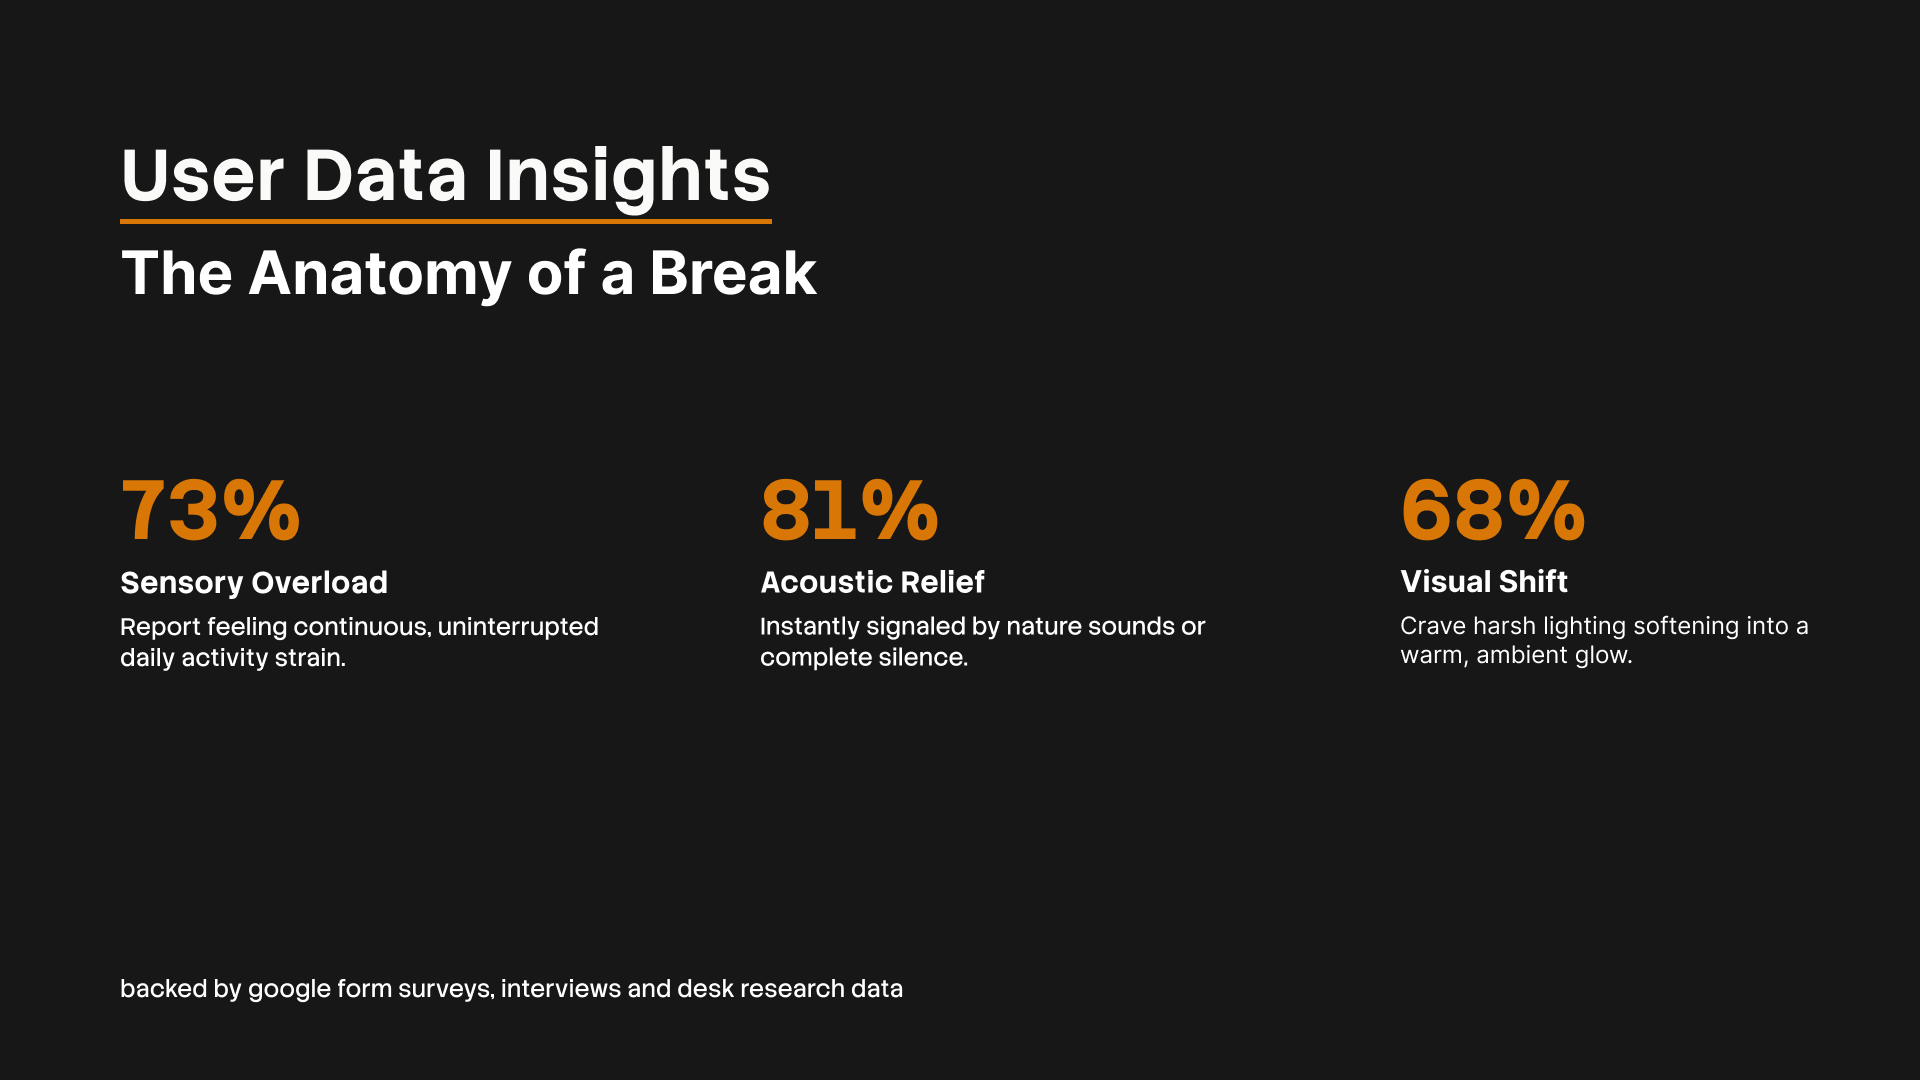 User Data Insights
The Anatomy of a Break
73%
Sensory Overload
Report feeling continuous, uninterrupted
daily activity strain.
81%
Acoustic Relief
Instantly signaled by nature sounds or
complete silence.
68%
Visual Shift
Crave harsh lighting softening into a
warm, ambient glow.
backed by google form surveys, interviews and desk research data